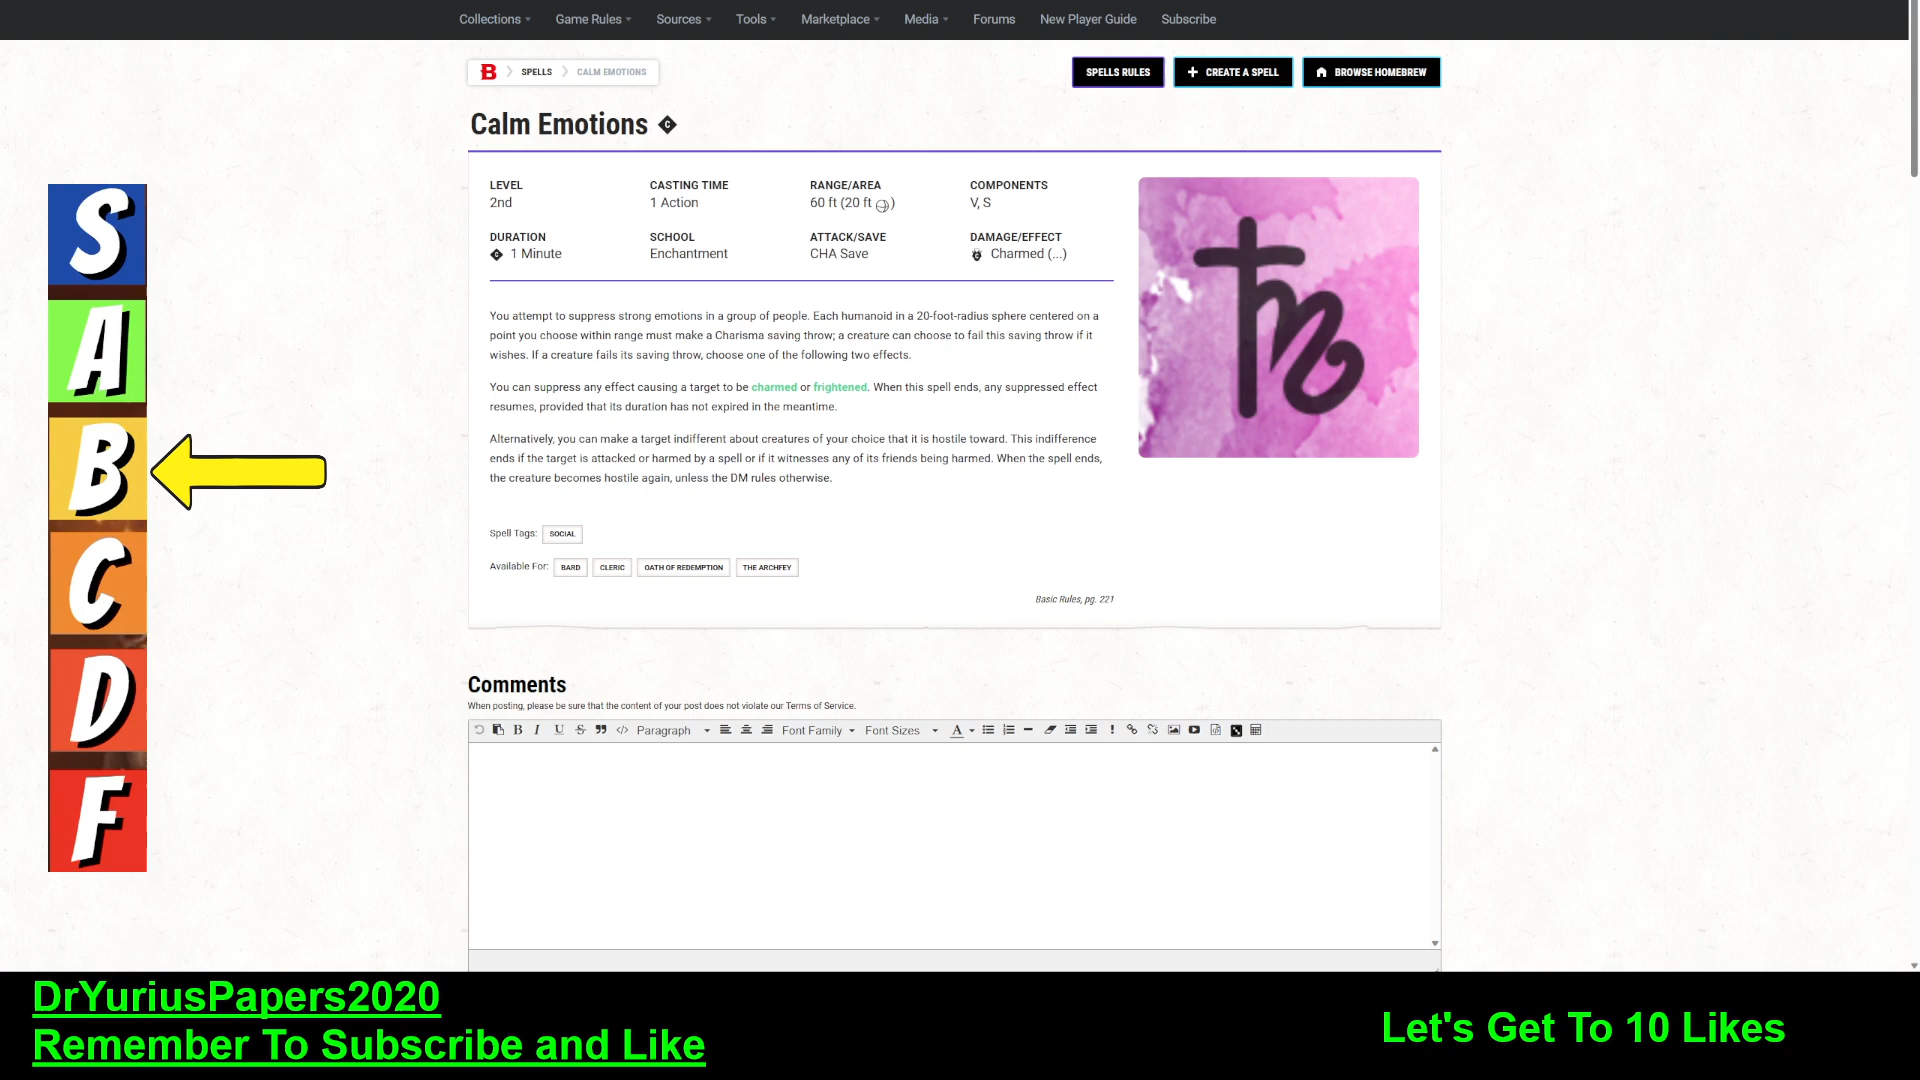 Collections Game Rules Sources Tools Marketplace Media Forums New Player Guide Subscribe
B SPELLS CALM EMOTIONS
SPELLS RULES CREATE A SPELL BROWSE HOMEBREW
Calm Emotions C
LEVEL CASTING TIME RANGE/AREA COMPONENTS
2nd 1 Action 60 ft (20 ft ) V, S
DURATION SCHOOL ATTACK/SAVE DAMAGE/EFFECT
C 1 Minute Enchantment CHA Save Charmed (...)
You attempt to suppress strong emotions in a group of people. Each humanoid in a 20-foot-radius sphere centered on a
point you choose within range must make a Charisma saving throw; a creature can choose to fail this saving throw if it
wishes. If a creature fails its saving throw, choose one of the following two effects.
You can suppress any effect causing a target to be charmed or frightened. When this spell ends, any suppressed effect
resumes, provided that its duration has not expired in the meantime.
Alternatively, you can make a target indifferent about creatures of your choice that it is hostile toward. This indifference
ends if the target is attacked or harmed by a spell or if it witnesses any of its friends being harmed. When the spell ends,
the creature becomes hostile again, unless the DM rules otherwise.
Spell Tags: SOCIAL
Available For: BARD CLERIC OATH OF REDEMPTION THE ARCHFEY
Basic Rules, pg. 221
S
A
B
C
D
F
Comments
When posting, please be sure that the content of your post does not violate our Terms of Service.
B I U S Paragraph Font Family Font Sizes A
DrYuriusPapers2020
Remember To Subscribe and Like
Let's Get To 10 Likes